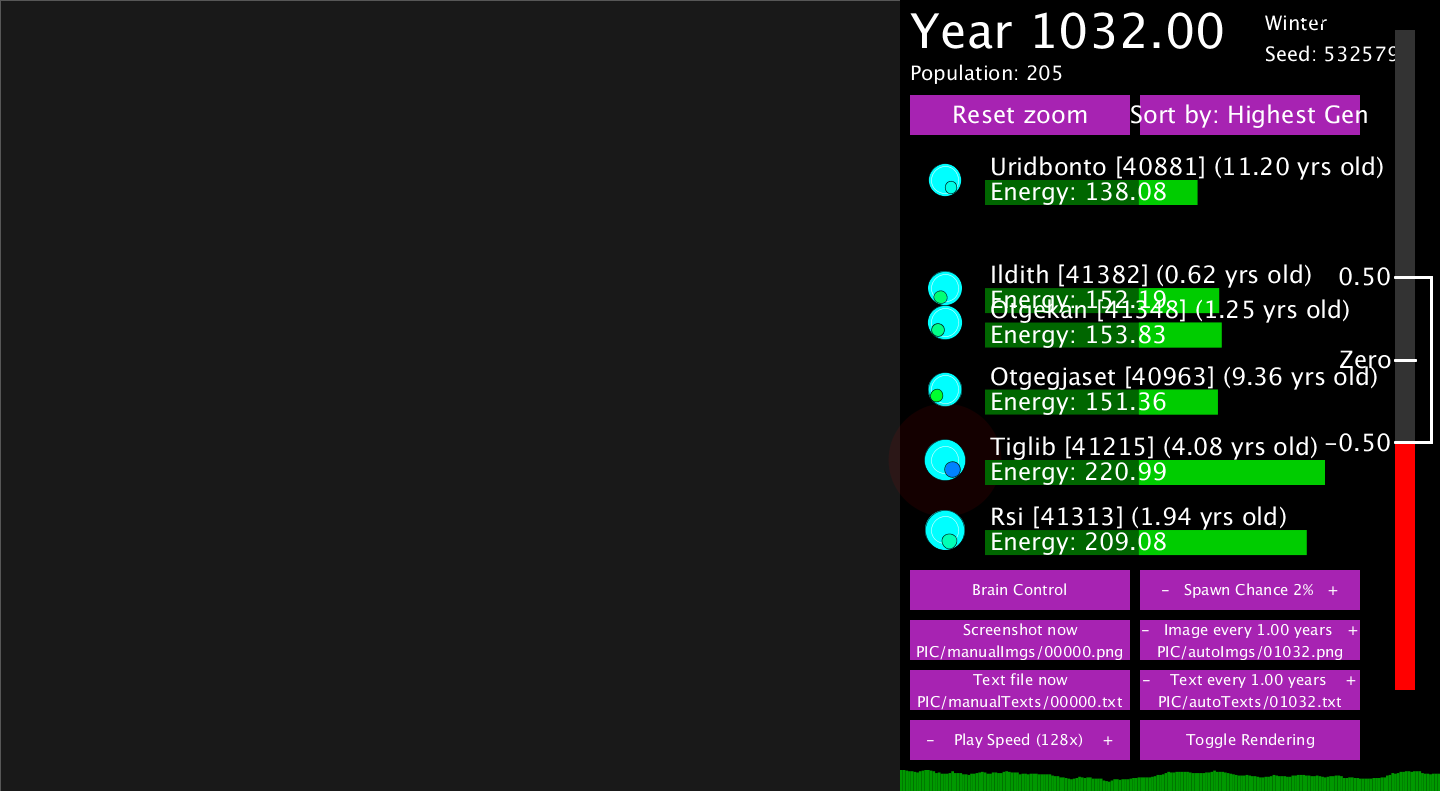 Year 1032.00
Winter
Seed: 532579
Population: 205
Reset zoom
Sort by: Highest Gen
Uridbonto [40881] (11.20 yrs old)
Energy: 138.08
Ildith [41382] (0.62 yrs old)
Energy: 152.19
0.50
Otgekan [41348] (1.25 yrs old)
Energy: 153.83
Zero
Otgegjaset [40963] (9.36 yrs old)
Energy: 151.36
Tiglib [41215] (4.08 yrs old)
-0.50
Energy: 220.99
Rsi [41313] (1.94 yrs old)
Energy: 209.08
Brain Control
- Spawn Chance 2% +
Screenshot now
PIC/manualImgs/00000.png
- Image every 1.00 years +
PIC/autoImgs/01032.png
Text file now
PIC/manualTexts/00000.txt
- Text every 1.00 years +
PIC/autoTexts/01032.txt
- Play Speed (128x) +
Toggle Rendering